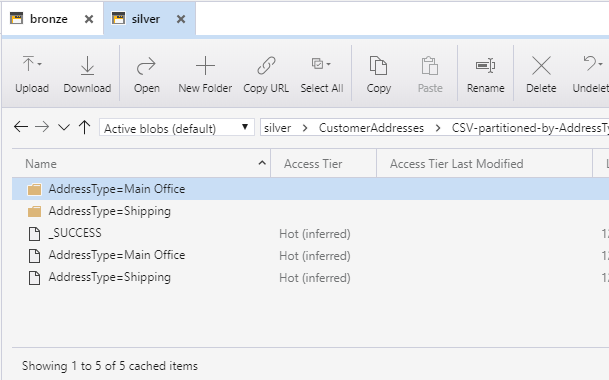 bronze silver
Upload Download Open New Folder Copy URL Select All Copy Paste Rename Delete Undelet
Active blobs (default) silver CustomerAddresses CSV-partitioned-by-AddressTy
Name Access Tier Access Tier Last Modified L
AddressType=Main Office
AddressType=Shipping
_SUCCESS Hot (inferred) 12
AddressType=Main Office Hot (inferred) 12
AddressType=Shipping Hot (inferred) 12
Showing 1 to 5 of 5 cached items